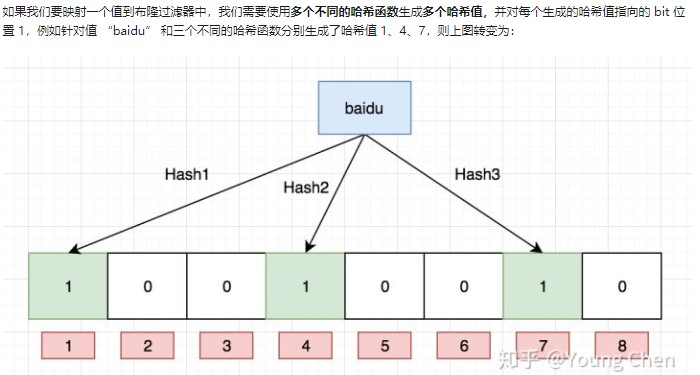 如果我们要映射一个值到布隆过滤器中，我们需要使用多个不同的哈希函数生成多个哈希值，并对每个生成的哈希值指向的 bit 位
置 1，例如针对值 “baidu” 和三个不同的哈希函数分别生成了哈希值 1、4、7，则上图转变为：
baidu
Hash1
Hash2
Hash3
1 0 0 1 0 0 1 0
1 2 3 4 5 6 7 8
知乎 @Young Chen